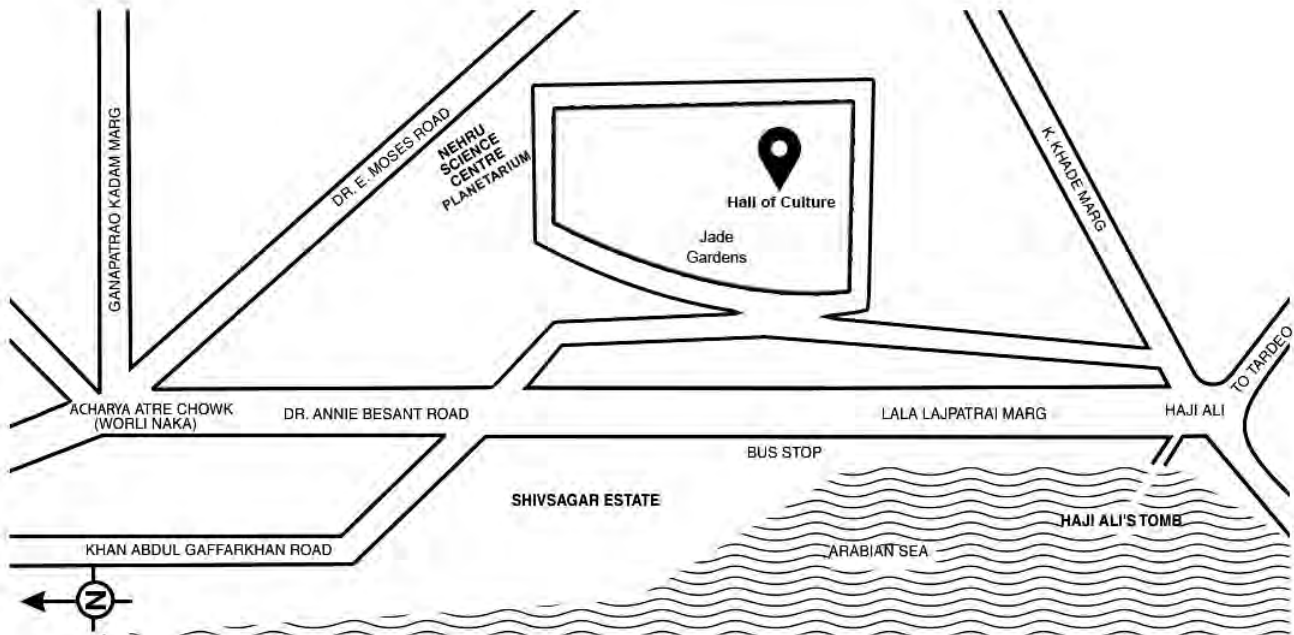 GANAPATRAO KADAM MARG
DR. E. MOSES ROAD
NEHRU
SCIENCE
CENTRE
PLANETARIUM
Hall of Culture
Jade
Gardens
K. KHADE MARG
TO TARDEO
ACHARYA ATRE CHOWK
(WORLI NAKA)
DR. ANNIE BESANT ROAD
LALA LAJPATRAI MARG
HAJI ALI
BUS STOP
SHIVSAGAR ESTATE
HAJI ALI'S TOMB
KHAN ABDUL GAFFARKHAN ROAD
ARABIAN SEA
N